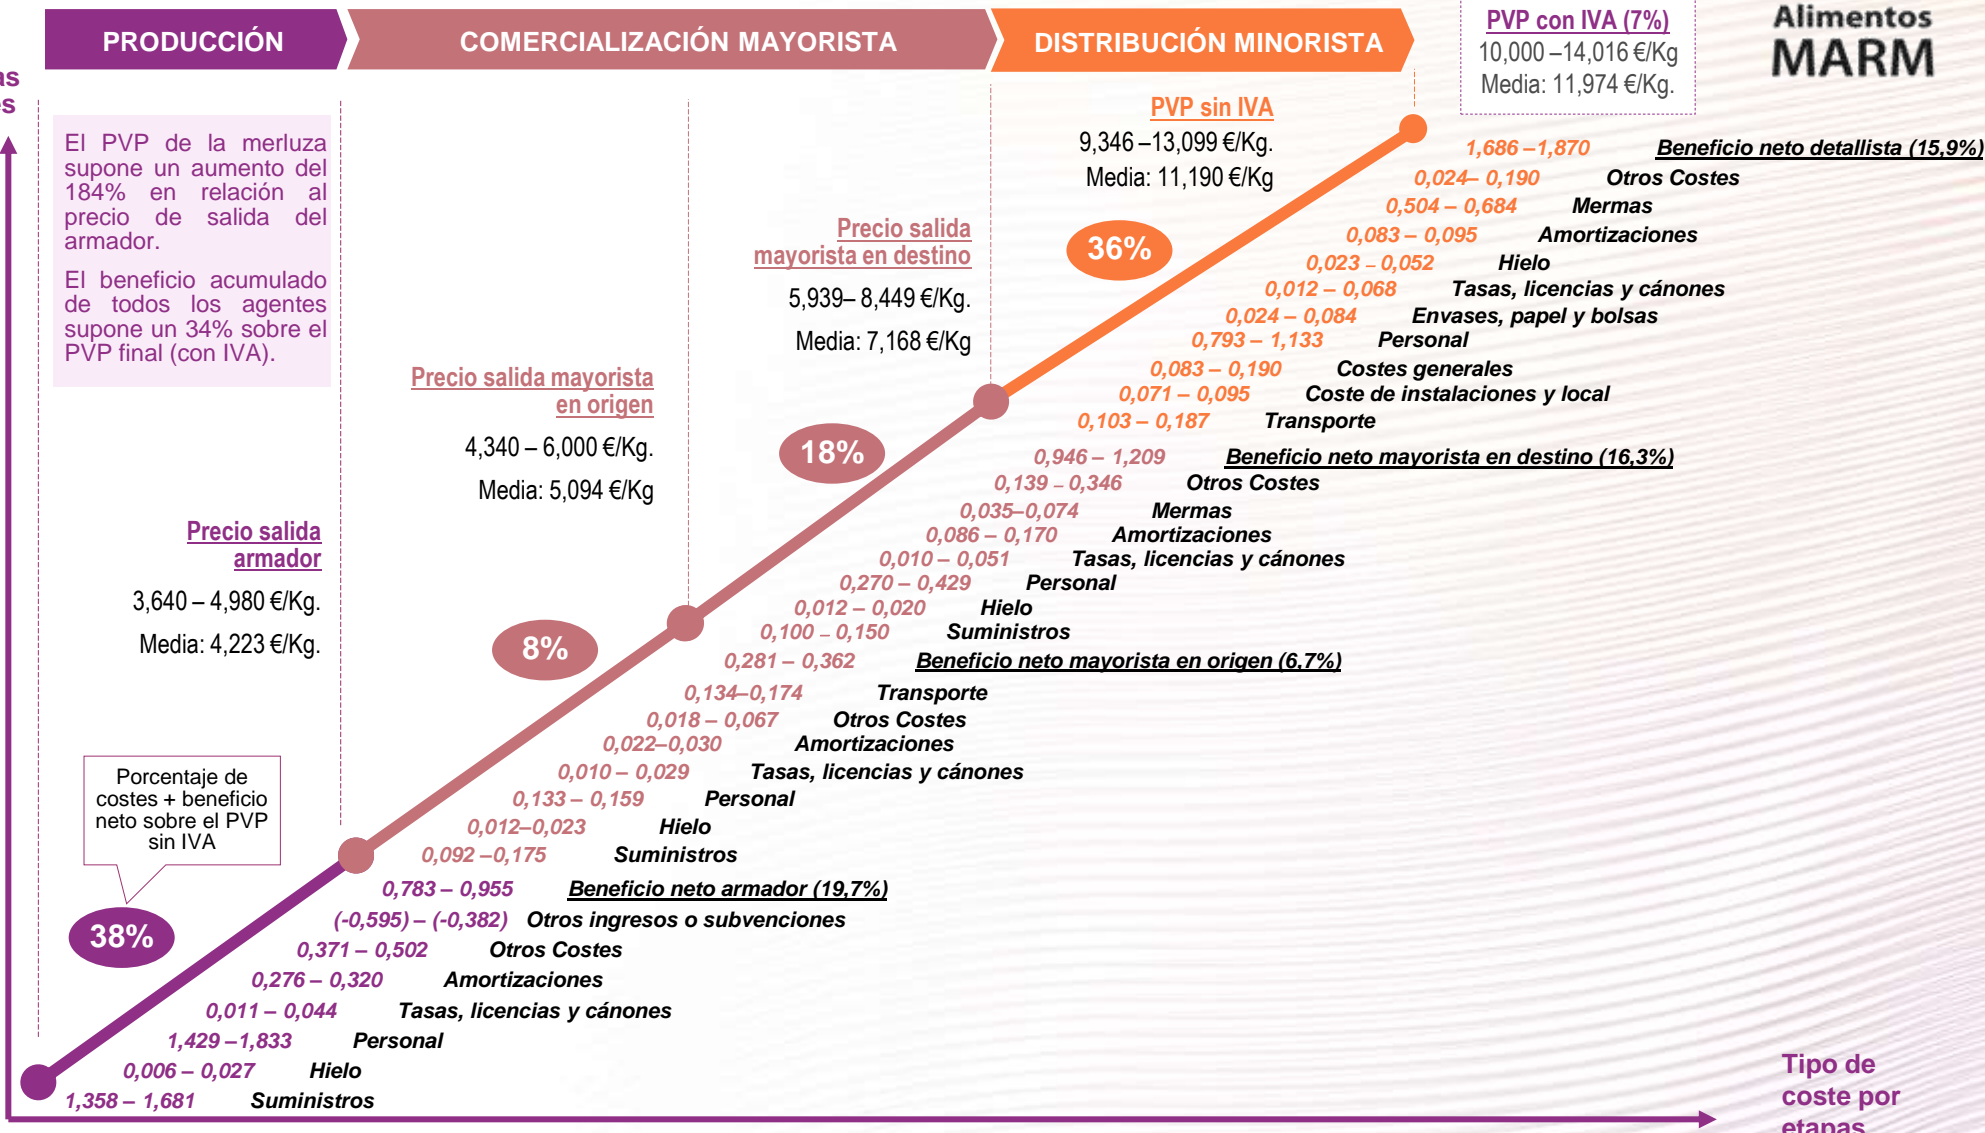 PRODUCCIÓN
COMERCIALIZACIÓN MAYORISTA
DISTRIBUCIÓN MINORISTA
PVP con IVA (7%)
10,000 –14,016 €/Kg
Media: 11,974 €/Kg.
Alimentos
MARM
El PVP de la merluza
supone un aumento del
184% en relación al
precio de salida del
armador.
El beneficio acumulado
de todos los agentes
supone un 34% sobre el
PVP final (con IVA).
PVP sin IVA
9,346 –13,099 €/Kg.
Media: 11,190 €/Kg
36%
Precio salida
mayorista en destino
5,939– 8,449 €/Kg.
Media: 7,168 €/Kg
18%
Precio salida mayorista
en origen
4,340 – 6,000 €/Kg.
Media: 5,094 €/Kg
8%
Precio salida
armador
3,640 – 4,980 €/Kg.
Media: 4,223 €/Kg.
Porcentaje de
costes + beneficio
neto sobre el PVP
sin IVA
38%
1,686 –1,870 Beneficio neto detallista (15,9%)
0,024– 0,190 Otros Costes
0,504 – 0,684 Mermas
0,083 – 0,095 Amortizaciones
0,023 – 0,052 Hielo
0,012 – 0,068 Tasas, licencias y cánones
0,024 – 0,084 Envases, papel y bolsas
0,793 – 1,133 Personal
0,083 – 0,190 Costes generales
0,071 – 0,095 Coste de instalaciones y local
0,103 – 0,187 Transporte
0,946 – 1,209 Beneficio neto mayorista en destino (16,3%)
0,139 – 0,346 Otros Costes
0,035–0,074 Mermas
0,086 – 0,170 Amortizaciones
0,010 – 0,051 Tasas, licencias y cánones
0,270 – 0,429 Personal
0,012 – 0,020 Hielo
0,100 – 0,150 Suministros
0,281 – 0,362 Beneficio neto mayorista en origen (6,7%)
0,134–0,174 Transporte
0,018 – 0,067 Otros Costes
0,022–0,030 Amortizaciones
0,010 – 0,029 Tasas, licencias y cánones
0,133 – 0,159 Personal
0,012–0,023 Hielo
0,092 –0,175 Suministros
0,783 – 0,955 Beneficio neto armador (19,7%)
(-0,595) – (-0,382) Otros ingresos o subvenciones
0,371 – 0,502 Otros Costes
0,276 – 0,320 Amortizaciones
0,011 – 0,044 Tasas, licencias y cánones
1,429 –1,833 Personal
0,006 – 0,027 Hielo
1,358 – 1,681 Suministros
Tipo de
coste por
etapas